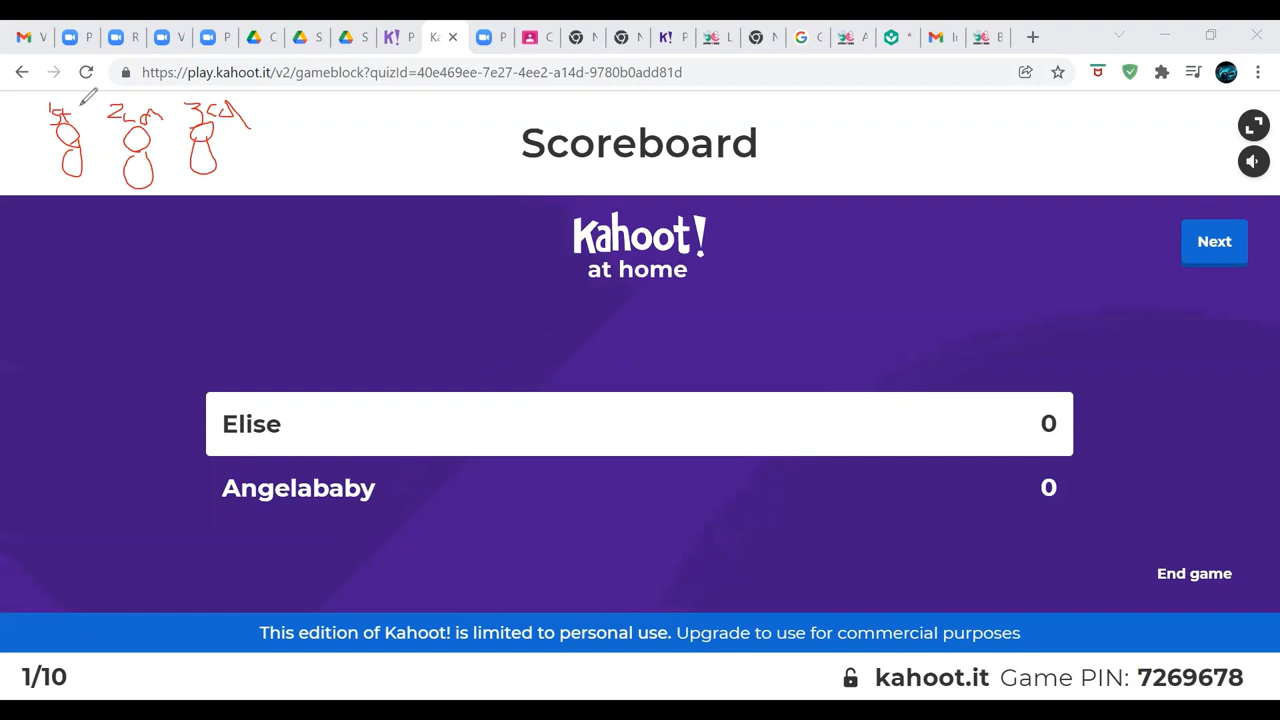 V P R V P C S S P Ka P C N N P L N G A * Ir B
https://play.kahoot.it/v2/gameblock?quizid=40e469ee-7e27-4ee2-a14d-9780b0add81d
1st
Scoreboard
Kahoot!
at home
Next
Elise 0
Angelababy 0
End game
This edition of Kahoot! is limited to personal use. Upgrade to use for commercial purposes
1/10
kahoot.it Game PIN: 7269678